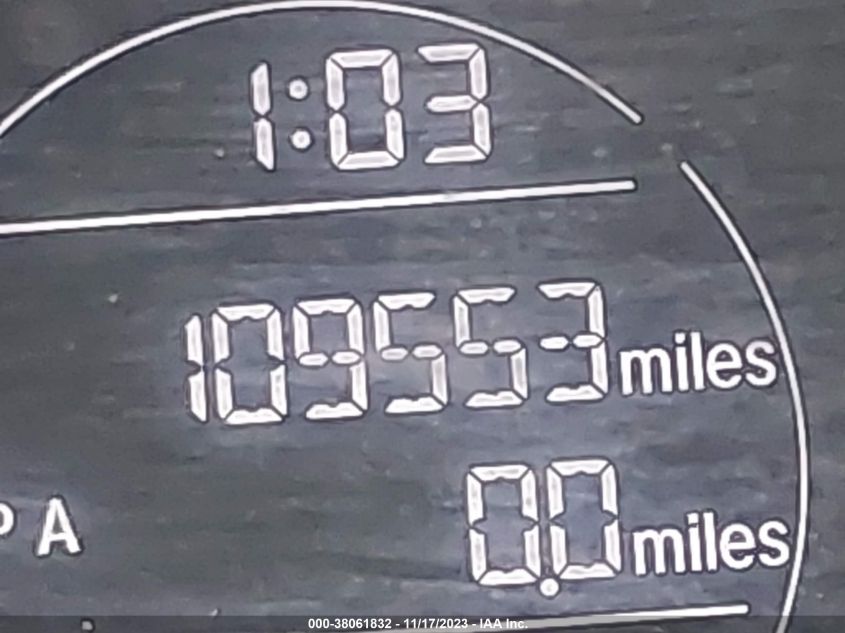 1:03
109553 miles
0.0 miles
P A
000-38061832 - 11/17/2023 - IAA Inc.